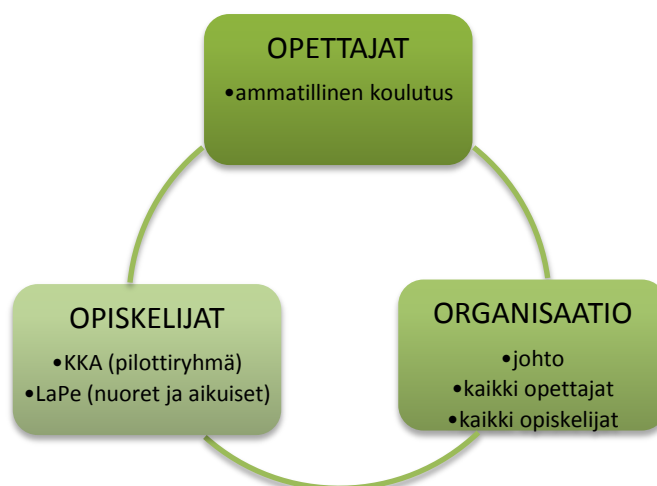 OPETTAJAT
•ammatillinen koulutus
OPISKELIJAT
•KKA (pilottiryhmä)
•LaPe (nuoret ja aikuiset)
ORGANISAATIO
•johto
•kaikki opettajat
•kaikki opiskelijat